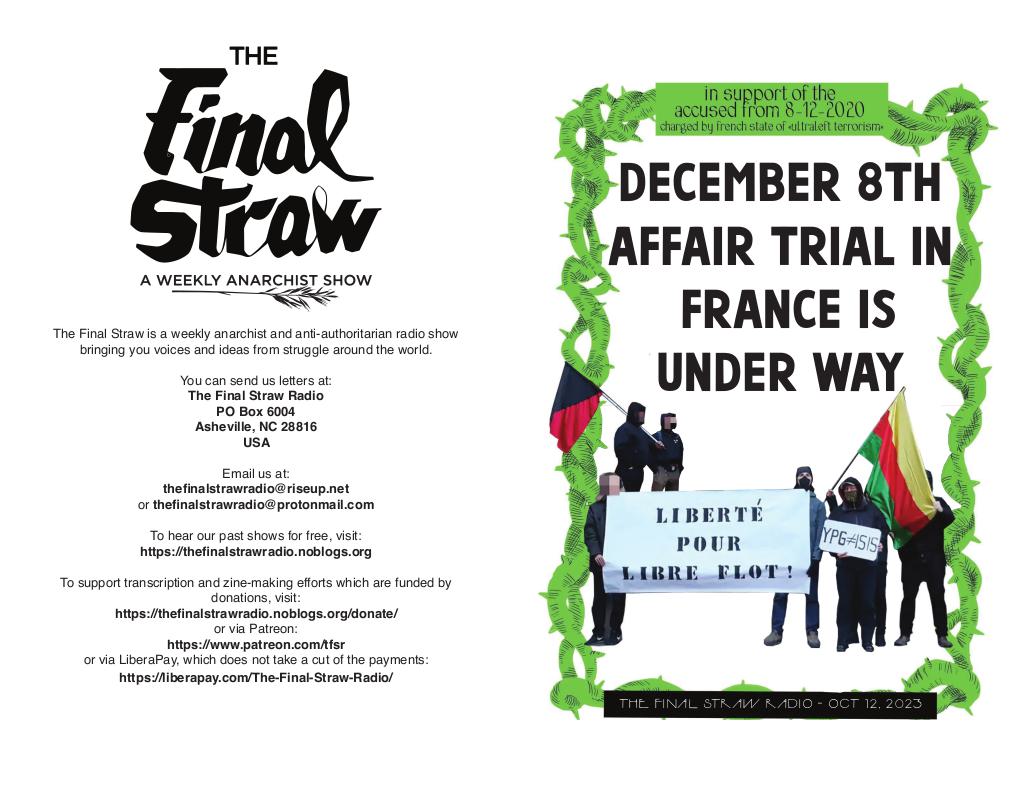 THE
Final
Straw
A WEEKLY ANARCHIST SHOW
The Final Straw is a weekly anarchist and anti-authoritarian radio show
bringing you voices and ideas from struggle around the world.
You can send us letters at:
The Final Straw Radio
PO Box 6004
Asheville, NC 28816
USA
Email us at:
thefinalstrawradio@riseup.net
or thefinalstrawradio@protonmail.com
To hear our past shows for free, visit:
https://thefinalstrawradio.noblogs.org
To support transcription and zine-making efforts which are funded by
donations, visit:
https://thefinalstrawradio.noblogs.org/donate/
or via Patreon:
https://www.patreon.com/tfsr
or via LiberaPay, which does not take a cut of the payments:
https://liberapay.com/The-Final-Straw-Radio/
in support of the
accused from 8-12-2020
charged by french state of «ultraleft terrorism»
DECEMBER 8TH
AFFAIR TRIAL IN
FRANCE IS
UNDER WAY
LIBERTÉ
POUR
LIBRE FLOT!
YPG≠ISIS
THE FINAL STRAW RADIO - OCT 12, 2023